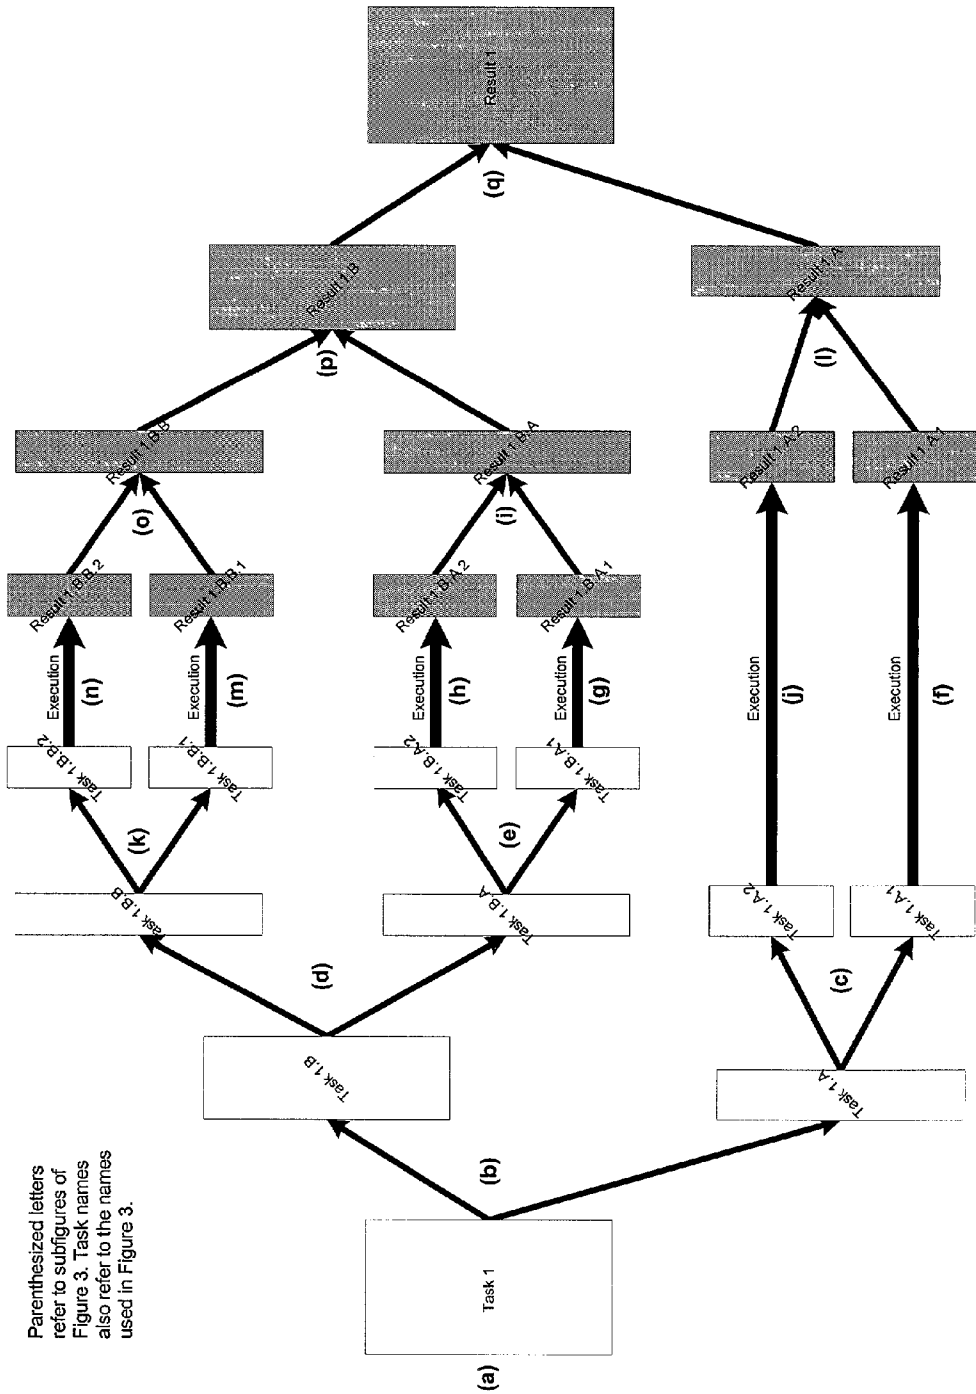 Parenthesized letters
refer to subfigures of
Figure 3. Task names
also refer to the names
used in Figure 3.
(a)
Task 1
(b)
Task 1.B
Task 1.A
(d)
(c)
ask 1.B.B
Task 1.B.A
Task 1.A.2
Task 1.A.1
(k)
(e)
Task 1.B.B.2
Task 1.B.B.1
Task 1.B.A.2
Task 1.B.A.1
Execution
(n)
Execution
(m)
Execution
(h)
Execution
(g)
Execution
(j)
Execution
(f)
Result 1.B.B.2
Result 1.B.B.1
Result 1.B.A.2
Result 1.B.A.1
(o)
(i)
Result 1.B.B
Result 1.B.A
Result 1.A.2
Result 1.A.1
(p)
(l)
Result 1.B
Result 1.A
(q)
Result 1